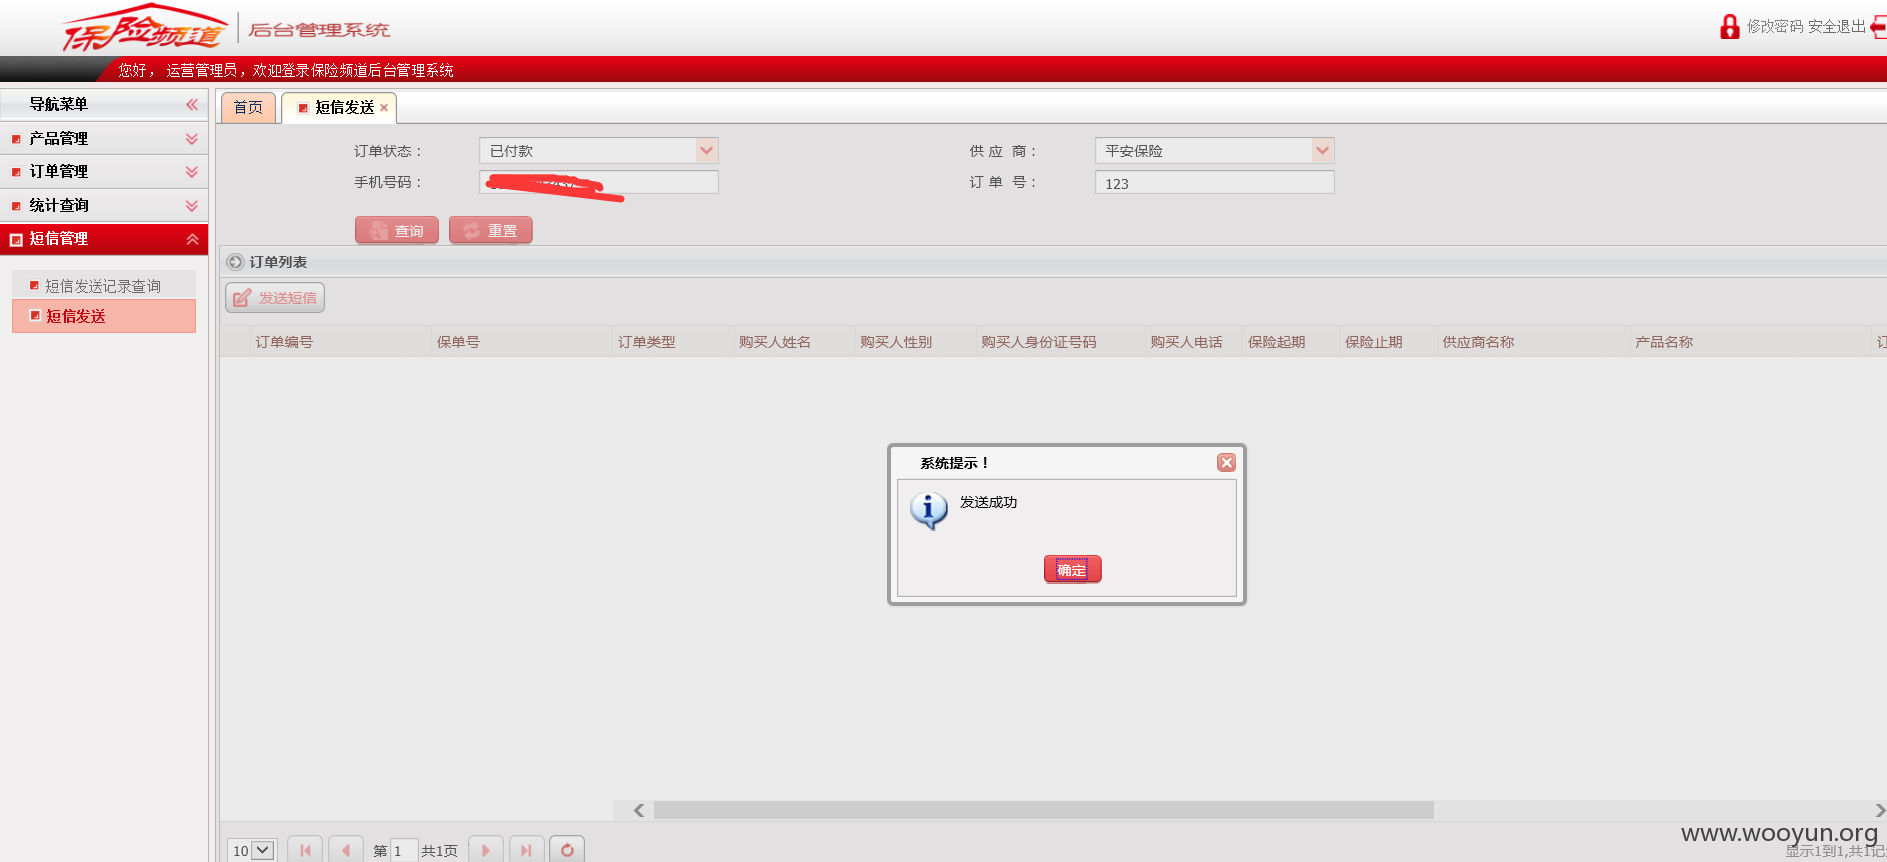 保险频道 后台管理系统
修改密码 安全退出
您好， 运营管理员，欢迎登录保险频道后台管理系统
导航菜单
产品管理
订单管理
统计查询
短信管理
短信发送记录查询
短信发送
首页 短信发送
订单状态： 已付款 供 应 商： 平安保险
手机号码： 订 单 号： 123
查询 重置
订单列表
发送短信
订单编号 保单号 订单类型 购买人姓名 购买人性别 购买人身份证号码 购买人电话 保险起期 保险止期 供应商名称 产品名称 订
系统提示！
发送成功
确定
10 第 1 共1页
www.wooyun.org
显示1到1,共1记